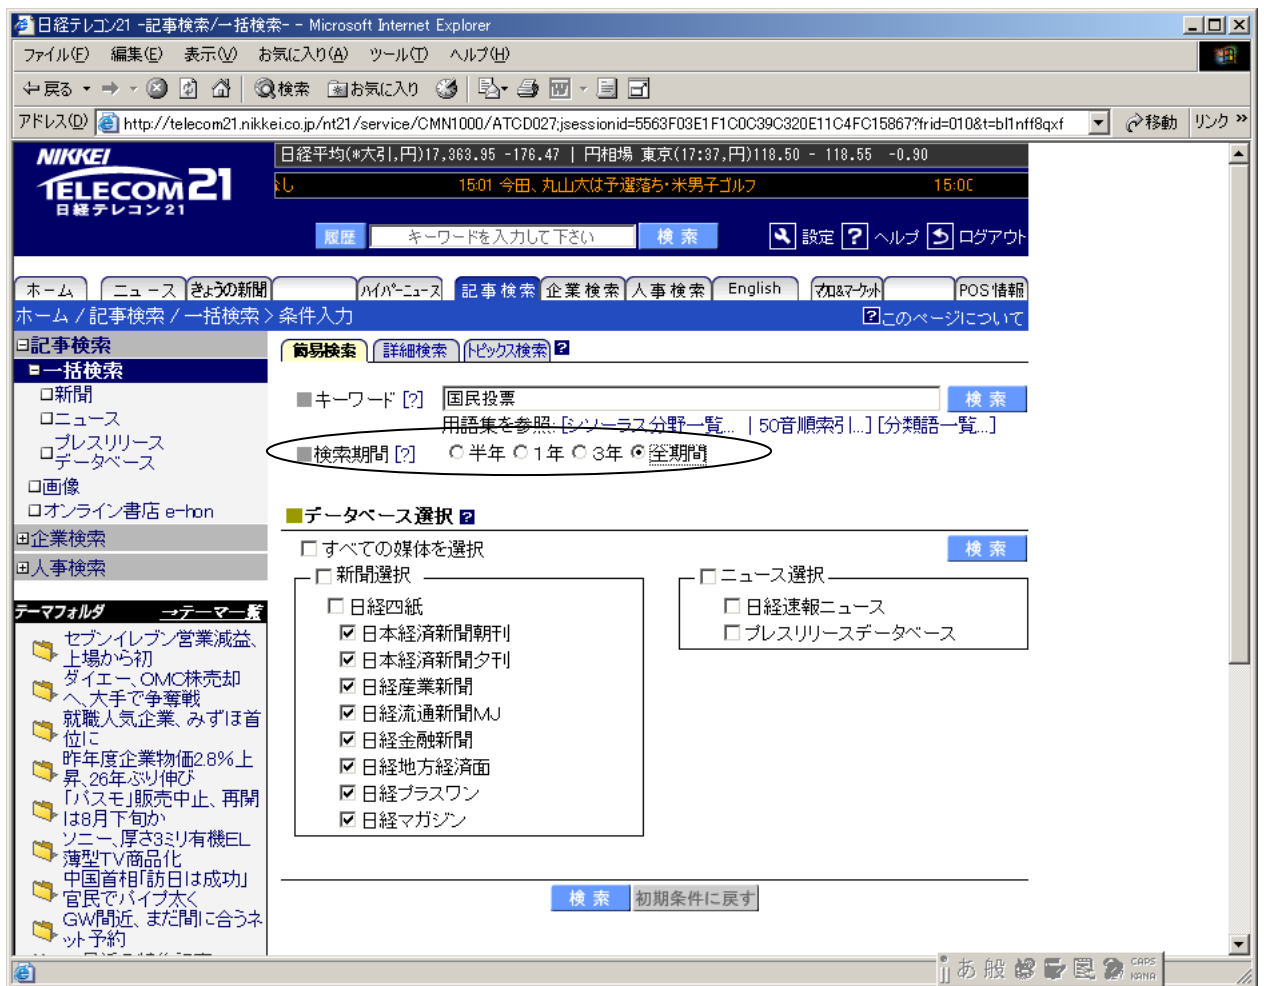 日経テレコン21 -記事検索/一括検索- - Microsoft Internet Explorer
ファイル(F) 編集(E) 表示(V) お気に入り(A) ツール(T) ヘルプ(H)
戻る 検索 お気に入り
アドレス(D) http://telecom21.nikkei.co.jp/nt21/service/CMN1000/ATCD027;jsessionid=5563F03E1F1C0C39C320E11C4FC15867?frid=010&t=bl1nff8qxf 移動 リンク »
NIKKEI
TELECOM21
日経テレコン21
日経平均(*大引,円)17,363.95 -176.47 | 円相場 東京(17:37,円)118.50 - 118.55 -0.90
し 15:01 今田、丸山大は予選落ち・米男子ゴルフ 15:00
履歴 キーワードを入力して下さい 検索 設定 ? ヘルプ ログアウト
ホーム ニュース きょうの新聞 ハイパーニュース 記事検索 企業検索 人事検索 English マクロ&マーケット POS情報
ホーム / 記事検索 / 一括検索 > 条件入力 ?このページについて
記事検索
一括検索
新聞
ニュース
プレスリリース
データベース
画像
オンライン書店 e-hon
企業検索
人事検索
テーマフォルダ →テーマ一覧
セブンイレブン営業減益、
上場から初
ダイエー、OMC株売却
へ、大手で争奪戦
就職人気企業、みずほ首
位に
昨年度企業物価2.8%上
昇、26年ぶり伸び
「パスモ」販売中止、再開
は8月下旬か
ソニー、厚さ3ミリ有機EL
薄型TV商品化
中国首相「訪日は成功」
官民でパイプ太く
GW間近、まだ間に合うネ
ット予約
簡易検索 詳細検索 トピックス検索 ?
キーワード [?] 国民投票 検索
用語集を参照: [シソーラス分野一覧... | 50音順索引...] [分類語一覧...]
検索期間 [?] 半年 1年 3年 全期間
データベース選択 ?
すべての媒体を選択 検索
新聞選択
日経四紙
日本経済新聞朝刊
日本経済新聞夕刊
日経産業新聞
日経流通新聞MJ
日経金融新聞
日経地方経済面
日経プラスワン
日経マガジン
ニュース選択
日経速報ニュース
プレスリリースデータベース
検索 初期条件に戻す
あ 般 CAPS
KANA